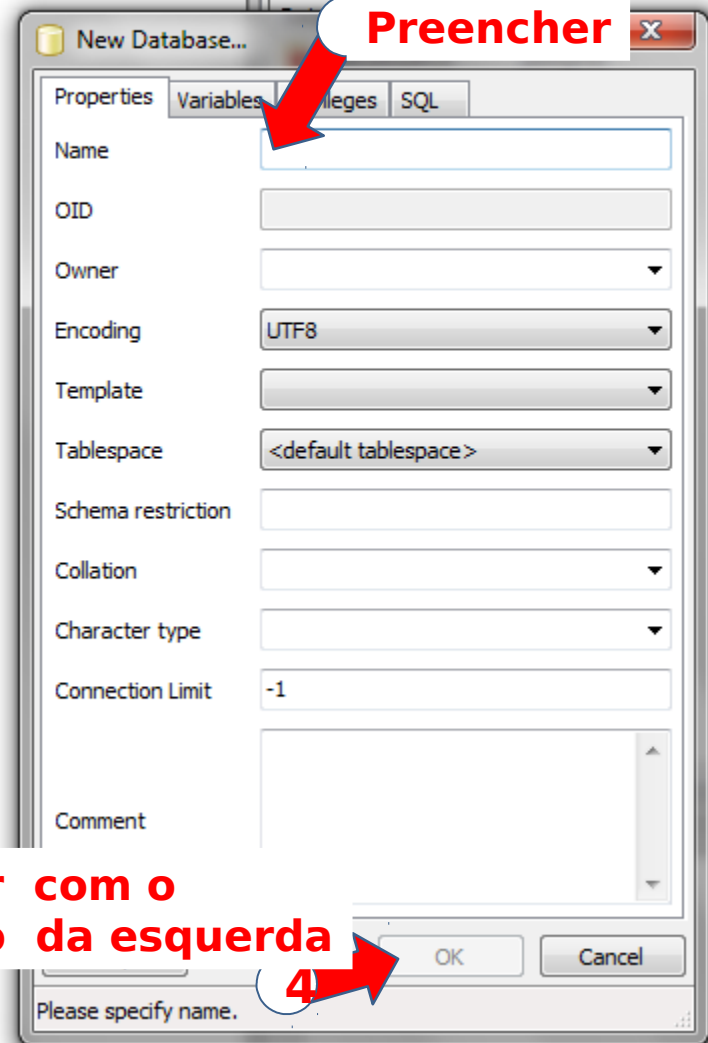 Preencher
New Database...
Properties Variables SQL
Name
OID
Owner
Encoding UTF8
Template
Tablespace <default tablespace>
Schema restriction
Collation
Character type
Connection Limit -1
Comment
com o
da esquerda
OK Cancel
4
Please specify name.